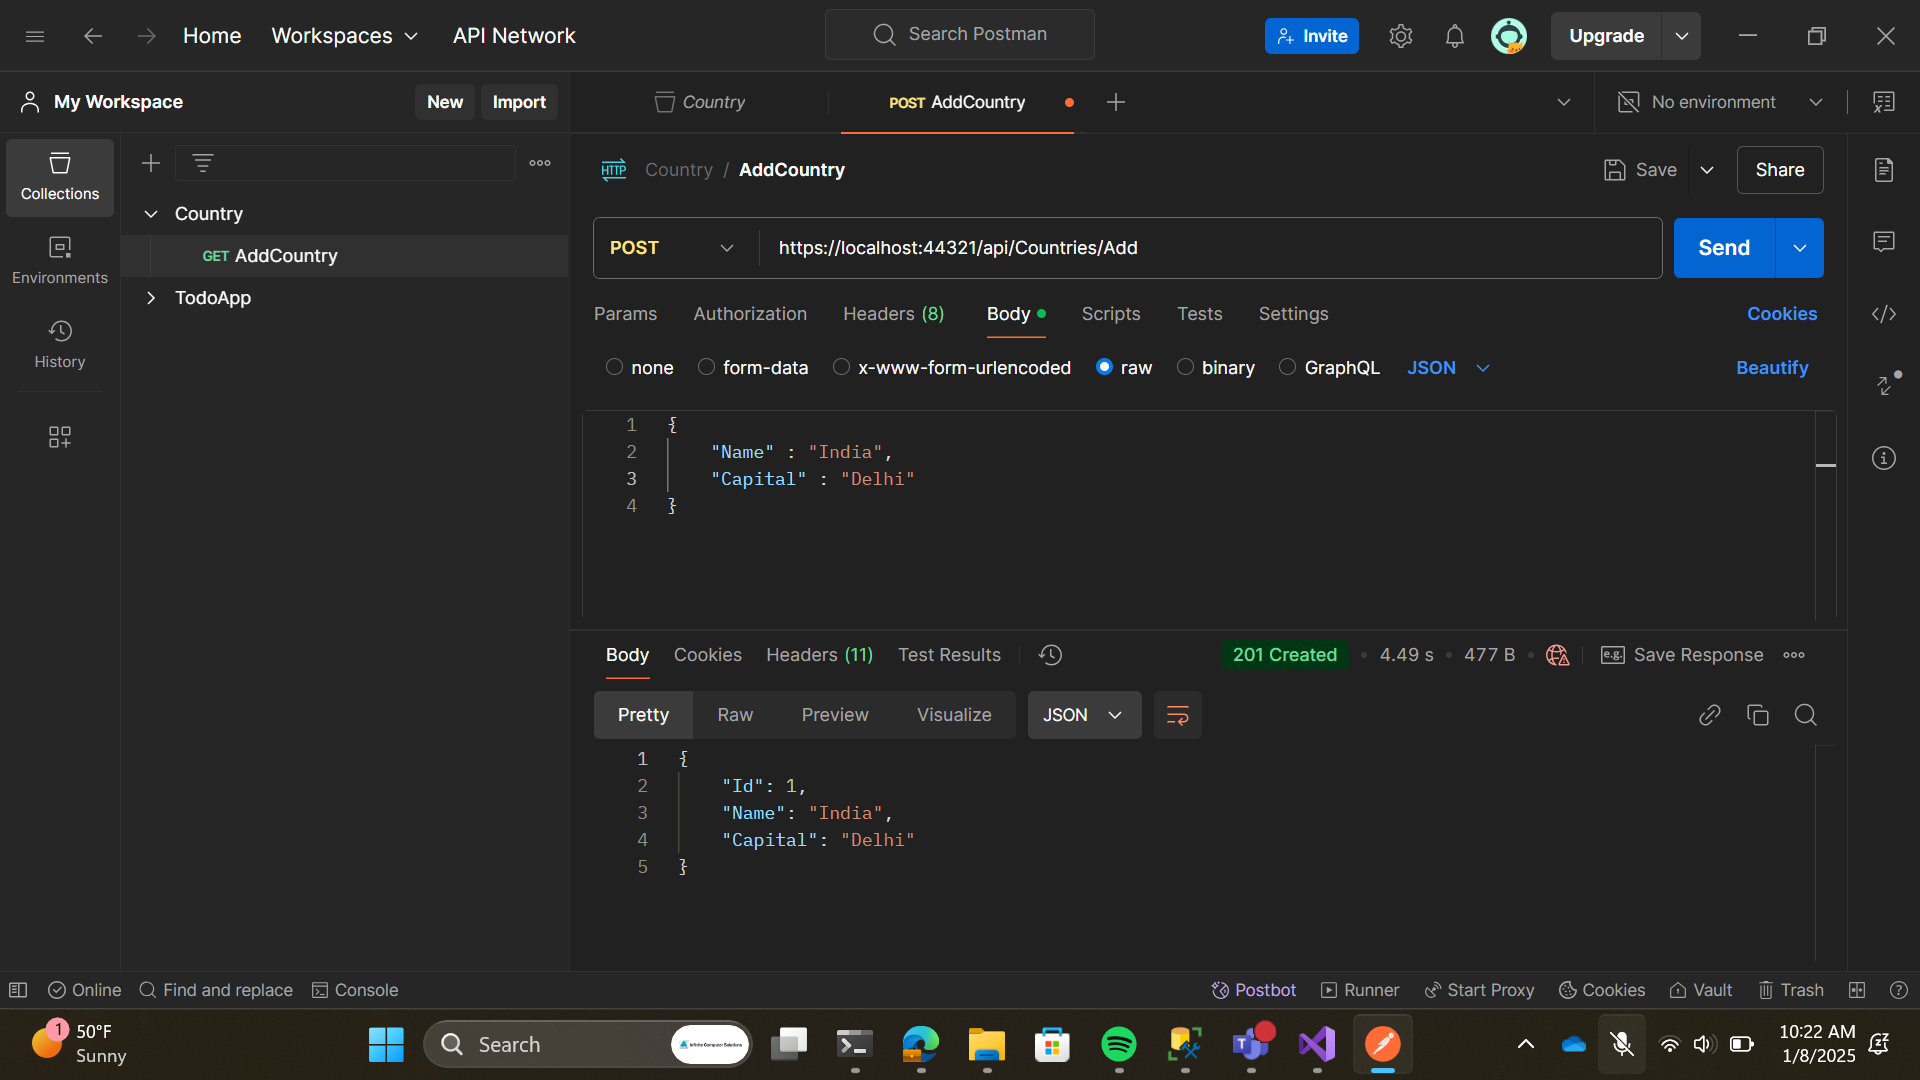 Home Workspaces API Network Search Postman Invite Upgrade
My Workspace New Import Country POST AddCountry No environment
Collections
Environments
History
Country
GET AddCountry
TodoApp
HTTP Country / AddCountry Save Share
POST https://localhost:44321/api/Countries/Add Send
Params Authorization Headers (8) Body Scripts Tests Settings Cookies
none form-data x-www-form-urlencoded raw binary GraphQL JSON Beautify
1 {
2 "Name" : "India",
3 "Capital" : "Delhi"
4 }
Body Cookies Headers (11) Test Results 201 Created • 4.49 s • 477 B • e.g. Save Response
Pretty Raw Preview Visualize JSON
1 {
2 "Id": 1,
3 "Name": "India",
4 "Capital": "Delhi"
5 }
Online Find and replace Console Postbot Runner Start Proxy Cookies Vault Trash
1 50°F
Sunny
Search Infinite Computer Solutions
10:22 AM
1/8/2025